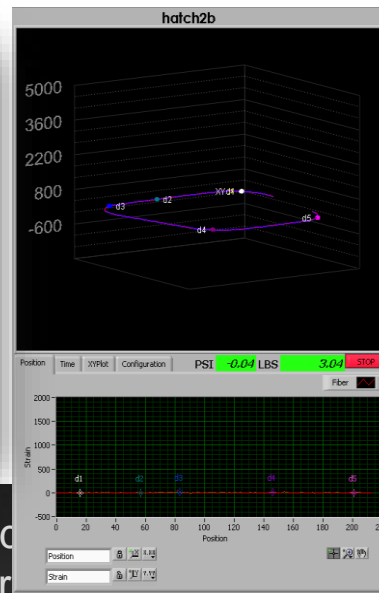 hatch2b
5000
3600
2200
800
-600
XY d1
d2
d3
d4
d5
Position Time XYPlot Configuration PSI -0.04 LBS 3.04 STOP
Fiber
Strain
2000
1500
1000
500
0
-500
d1 d2 d3 d4 d5
0 20 40 60 80 100 120 140 160 180 200
Position
Position
Strain